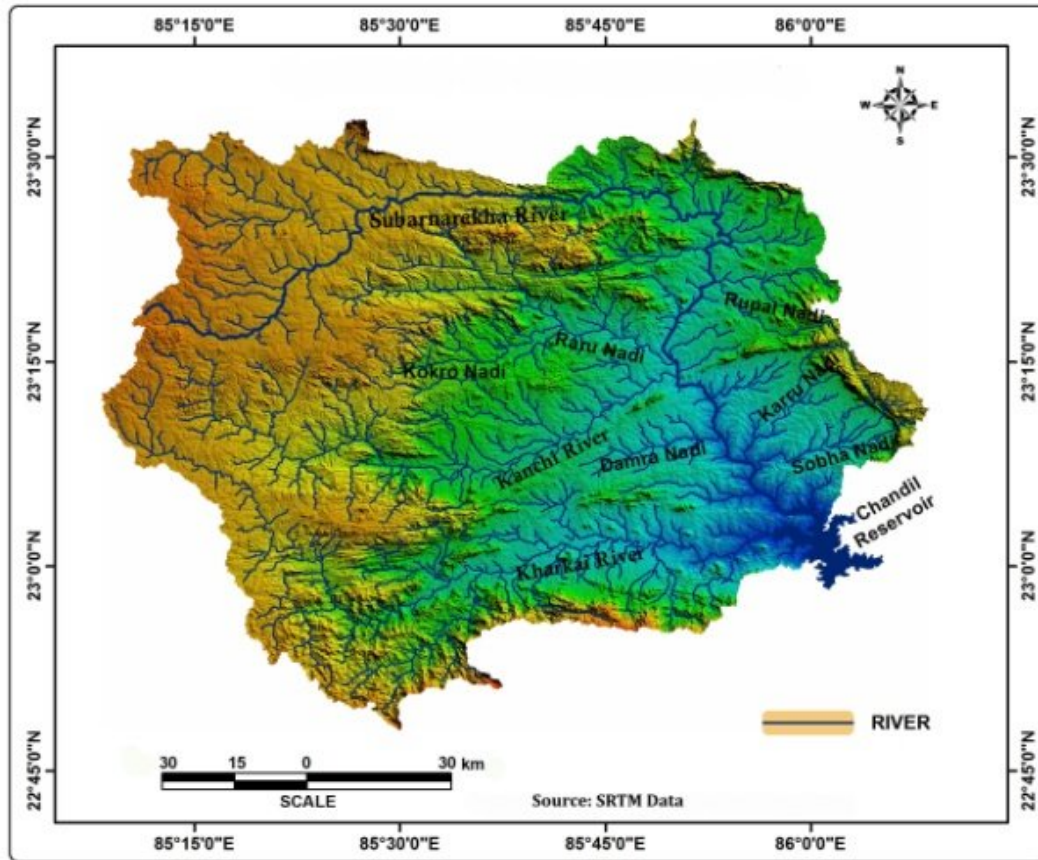 85°15'0"E 85°30'0"E 85°45'0"E 86°0'0"E
N
W E
S
23°30'0"N 23°30'0"N
Subarnarekha River
Rupai Nadi
Raru Nadi
23°15'0"N 23°15'0"N
Kokro Nadi
Karru Nadi
Kanchi River
Damra Nadi
Sobha Nadi
Chandil
Reservoir
23°0'0"N 23°0'0"N
Kharkai River
RIVER
22°45'0"N 22°45'0"N
30 15 0 30 km
SCALE
Source: SRTM Data
85°15'0"E 85°30'0"E 85°45'0"E 86°0'0"E